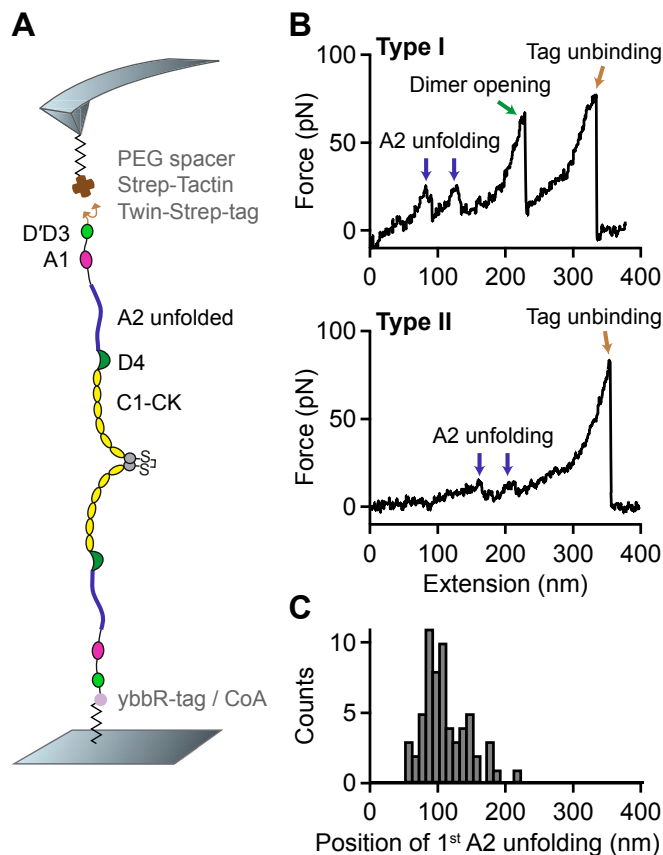 A
PEG spacer
Strep-Tactin
Twin-Strep-tag
D'D3
A1
A2 unfolded
D4
C1-CK
S
S
ybbR-tag / CoA
B
Type I
Tag unbinding
Dimer opening
A2 unfolding
Force (pN)
100
50
0
0 100 200 300 400
Type II
Tag unbinding
A2 unfolding
Force (pN)
100
50
0
0 100 200 300 400
Extension (nm)
C
Counts
10
5
0
0 100 200 300 400
Position of 1st A2 unfolding (nm)